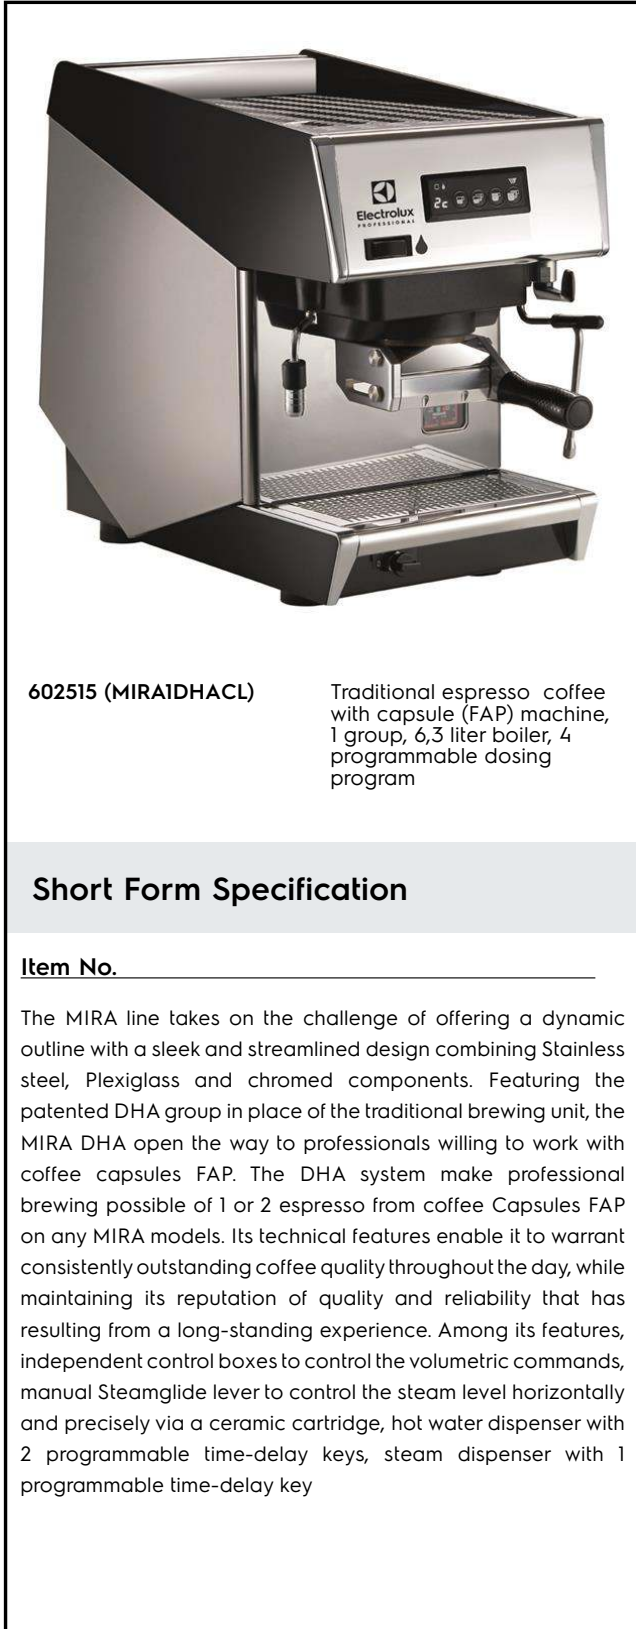 Electrolux
PROFESSIONAL
2c
602515 (MIRA1DHACL)
Traditional espresso coffee
with capsule (FAP) machine,
1 group, 6,3 liter boiler, 4
programmable dosing
program
Short Form Specification
Item No.
The MIRA line takes on the challenge of offering a dynamic
outline with a sleek and streamlined design combining Stainless
steel, Plexiglass and chromed components. Featuring the
patented DHA group in place of the traditional brewing unit, the
MIRA DHA open the way to professionals willing to work with
coffee capsules FAP. The DHA system make professional
brewing possible of 1 or 2 espresso from coffee Capsules FAP
on any MIRA models. Its technical features enable it to warrant
consistently outstanding coffee quality throughout the day, while
maintaining its reputation of quality and reliability that has
resulting from a long-standing experience. Among its features,
independent control boxes to control the volumetric commands,
manual Steamglide lever to control the steam level horizontally
and precisely via a ceramic cartridge, hot water dispenser with
2 programmable time-delay keys, steam dispenser with 1
programmable time-delay key